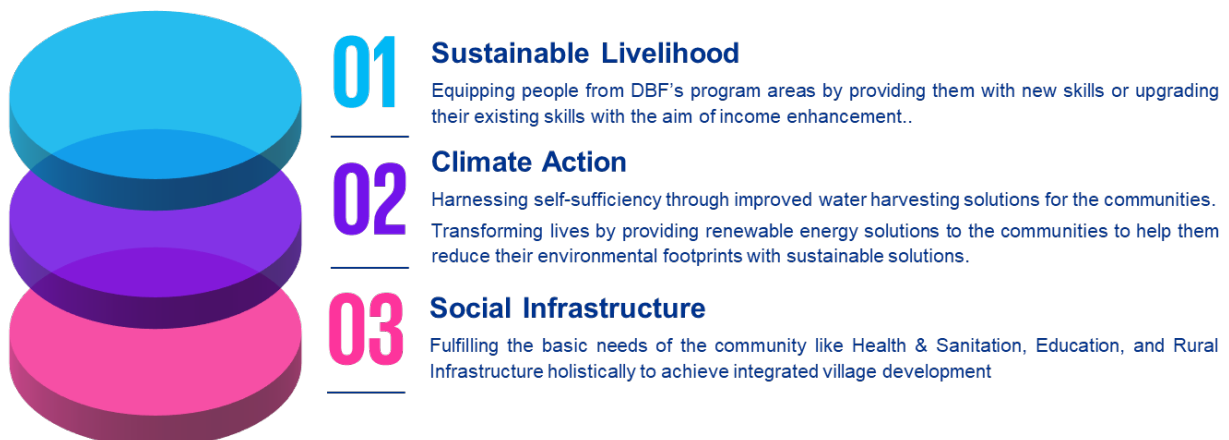 01
Sustainable Livelihood
Equipping people from DBF's program areas by providing them with new skills or upgrading
their existing skills with the aim of income enhancement..
02
Climate Action
Harnessing self-sufficiency through improved water harvesting solutions for the communities.
Transforming lives by providing renewable energy solutions to the communities to help them
reduce their environmental footprints with sustainable solutions.
03
Social Infrastructure
Fulfilling the basic needs of the community like Health & Sanitation, Education, and Rural
Infrastructure holistically to achieve integrated village development